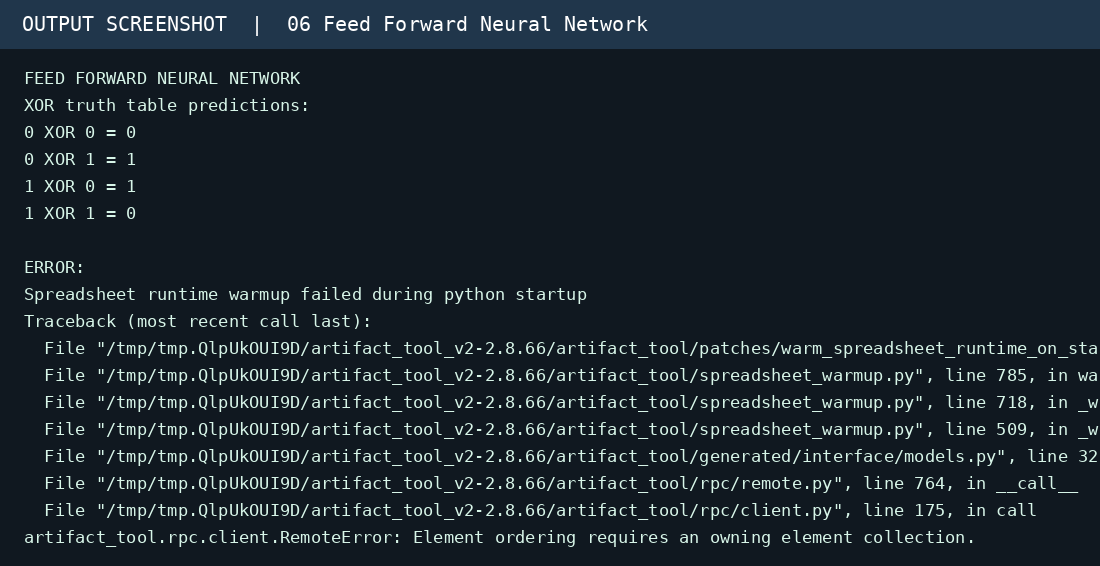 OUTPUT SCREENSHOT | 06 Feed Forward Neural Network
FEED FORWARD NEURAL NETWORK
XOR truth table predictions:
0 XOR 0 = 0
0 XOR 1 = 1
1 XOR 0 = 1
1 XOR 1 = 0
ERROR:
Spreadsheet runtime warmup failed during python startup
Traceback (most recent call last):
File "/tmp/tmp.QlpUkOUI9D/artifact_tool_v2-2.8.66/artifact_tool/patches/warm_spreadsheet_runtime_on_sta
File "/tmp/tmp.QlpUkOUI9D/artifact_tool_v2-2.8.66/artifact_tool/spreadsheet_warmup.py", line 785, in wa
File "/tmp/tmp.QlpUkOUI9D/artifact_tool_v2-2.8.66/artifact_tool/spreadsheet_warmup.py", line 718, in _w
File "/tmp/tmp.QlpUkOUI9D/artifact_tool_v2-2.8.66/artifact_tool/spreadsheet_warmup.py", line 509, in _w
File "/tmp/tmp.QlpUkOUI9D/artifact_tool_v2-2.8.66/artifact_tool/generated/interface/models.py", line 32
File "/tmp/tmp.QlpUkOUI9D/artifact_tool_v2-2.8.66/artifact_tool/rpc/remote.py", line 764, in __call__
File "/tmp/tmp.QlpUkOUI9D/artifact_tool_v2-2.8.66/artifact_tool/rpc/client.py", line 175, in call
artifact_tool.rpc.client.RemoteError: Element ordering requires an owning element collection.